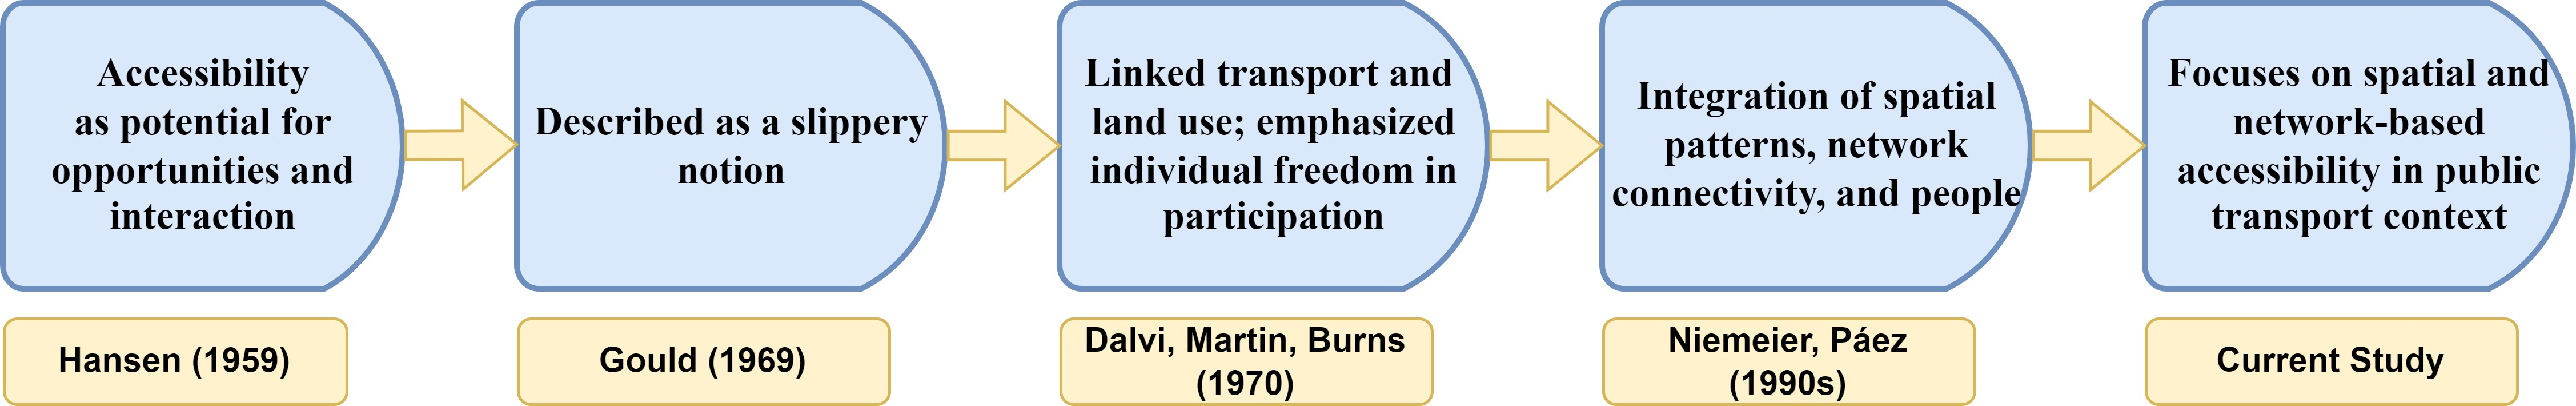 Accessibility
as potential for
opportunities and
interaction
Described as a slippery
notion
Linked transport and
land use; emphasized
individual freedom in
participation
Integration of spatial
patterns, network
connectivity, and people
Focuses on spatial and
network-based
accessibility in public
transport context
Hansen (1959)
Gould (1969)
Dalvi, Martin, Burns
(1970)
Niemeier, Páez
(1990s)
Current Study